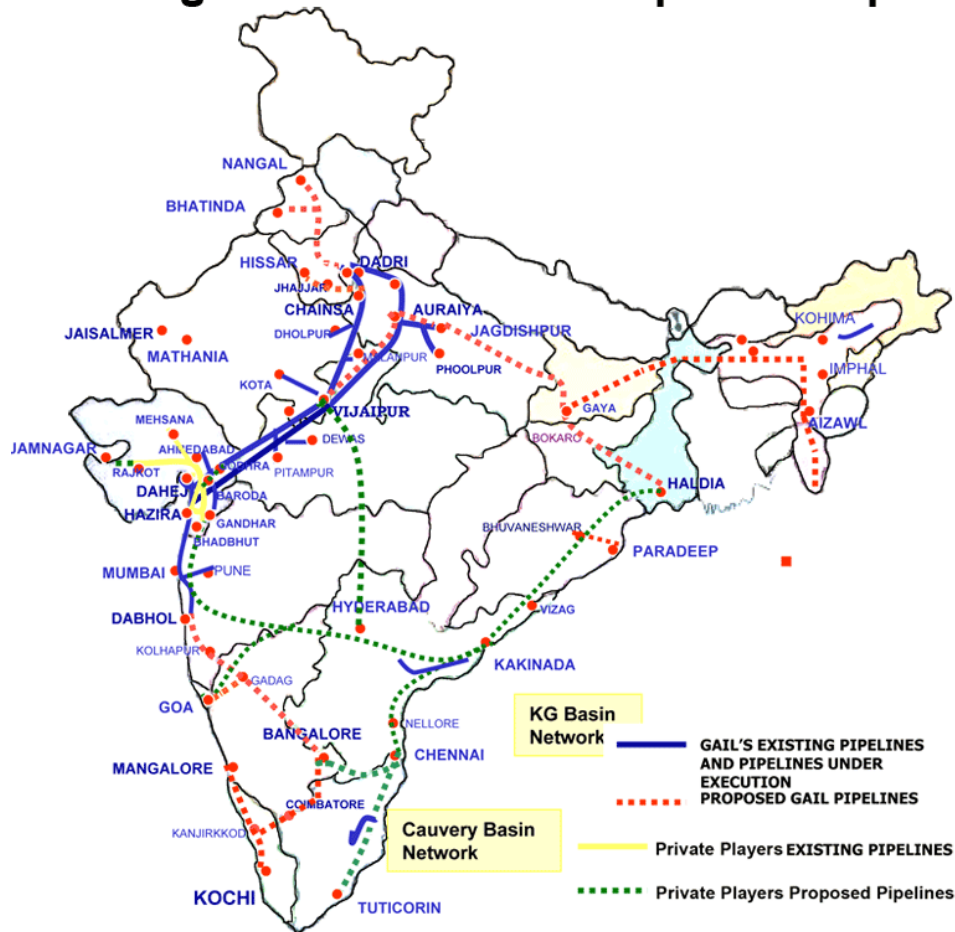 NANGAL
BHATINDA
HISSAR
DADRI
JHAJJAR
CHAINSA
AURAIYA
DHOLPUR
JAGDISHPUR
KOHIMA
JAISALMER
MATHANIA
PHOOLPUR
IMPHAL
KOTA
VIJAIPUR
GAYA
AIZAWL
MEHSANA
BOKARO
DEWAS
JAMNAGAR
AHMEDABAD
RAJKOT
PITAMPUR
DAHEJ
BARODA
HALDIA
HAZIRA
GANDHAR
BHUVANESHWAR
BHADBHUT
PARADEEP
MUMBAI
PUNE
HYDERABAD
VIZAG
DABHOL
KOLHAPUR
KAKINADA
GADAG
GOA
KG Basin
Network
NELLORE
BANGALORE
CHENNAI
MANGALORE
COIMBATORE
KANJIRKKOD
Cauvery Basin
Network
KOCHI
TUTICORIN
GAIL'S EXISTING PIPELINES
AND PIPELINES UNDER
EXECUTION
PROPOSED GAIL PIPELINES
Private Players EXISTING PIPELINES
Private Players Proposed Pipelines